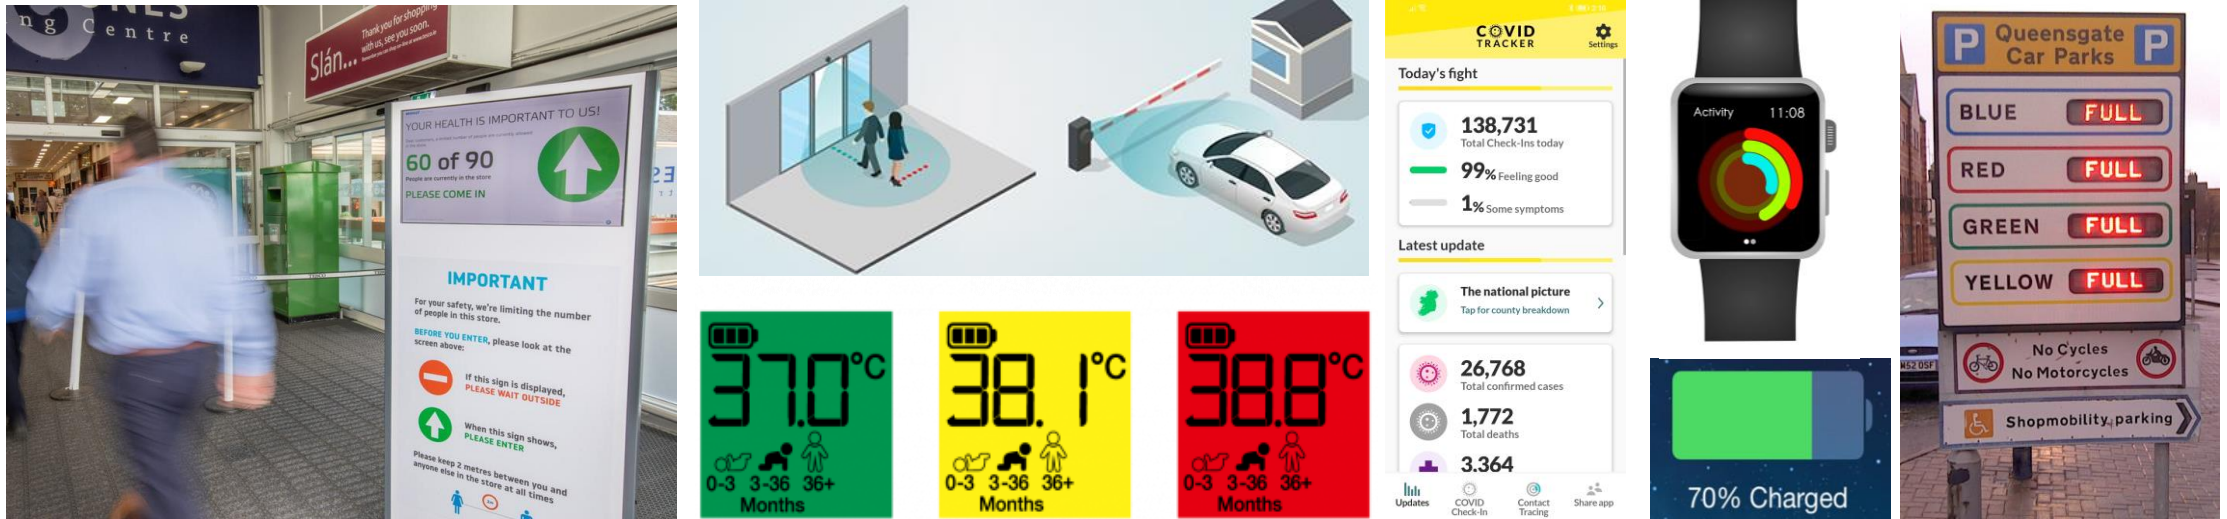 NES
ng Centre
Slán...
Thank you for shopping
with us, see you soon.
YOUR HEALTH IS IMPORTANT TO US!
60 of 90
People are currently in the store
PLEASE COME IN
IMPORTANT
For your safety, we're limiting the number
of people in this store.
BEFORE YOU ENTER, please look at the
screen above:
If this sign is displayed,
PLEASE WAIT OUTSIDE
When this sign shows,
PLEASE ENTER
Please keep 2 metres between you and
anyone else in the store at all times
37.0°C
0-3 3-36 36+
Months
38.1°C
0-3 3-36 36+
Months
38.8°C
0-3 3-36 36+
Months
COVID
TRACKER
Settings
Today's fight
138,731
Total Check-Ins today
99% Feeling good
1% Some symptoms
Latest update
The national picture
Tap for county breakdown
26,768
Total confirmed cases
1,772
Total deaths
3,364
Updates
COVID
Check-In
Contact
Tracing
Share app
Activity 11:08
70% Charged
P Queensgate P
Car Parks
BLUE FULL
RED FULL
GREEN FULL
YELLOW FULL
No Cycles
No Motorcycles
Shopmobility parking